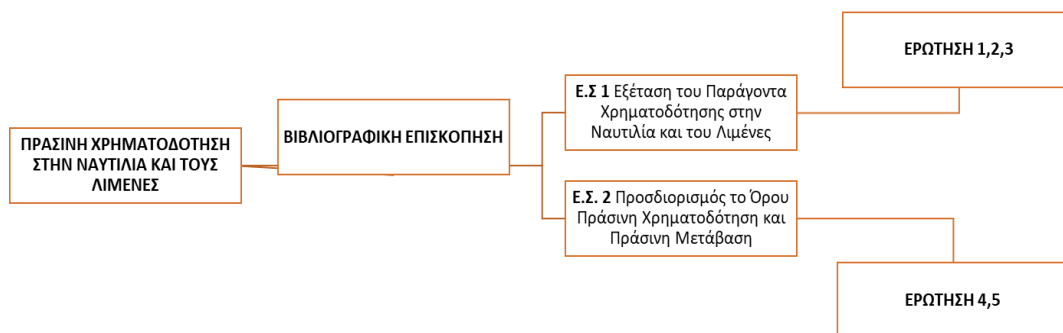 ΠΡΑΣΙΝΗ ΧΡΗΜΑΤΟΔΟΤΗΣΗ
ΣΤΗΝ ΝΑΥΤΙΛΙΑ ΚΑΙ ΤΟΥΣ
ΛΙΜΕΝΕΣ
ΒΙΒΛΙΟΓΡΑΦΙΚΗ ΕΠΙΣΚΟΠΗΣΗ
Ε.Σ 1 Εξέταση του Παράγοντα
Χρηματοδότησης στην
Ναυτιλία και του Λιμένες
Ε.Σ. 2 Προσδιορισμός το Όρου
Πράσινη Χρηματοδότηση και
Πράσινη Μετάβαση
ΕΡΩΤΗΣΗ 1,2,3
ΕΡΩΤΗΣΗ 4,5